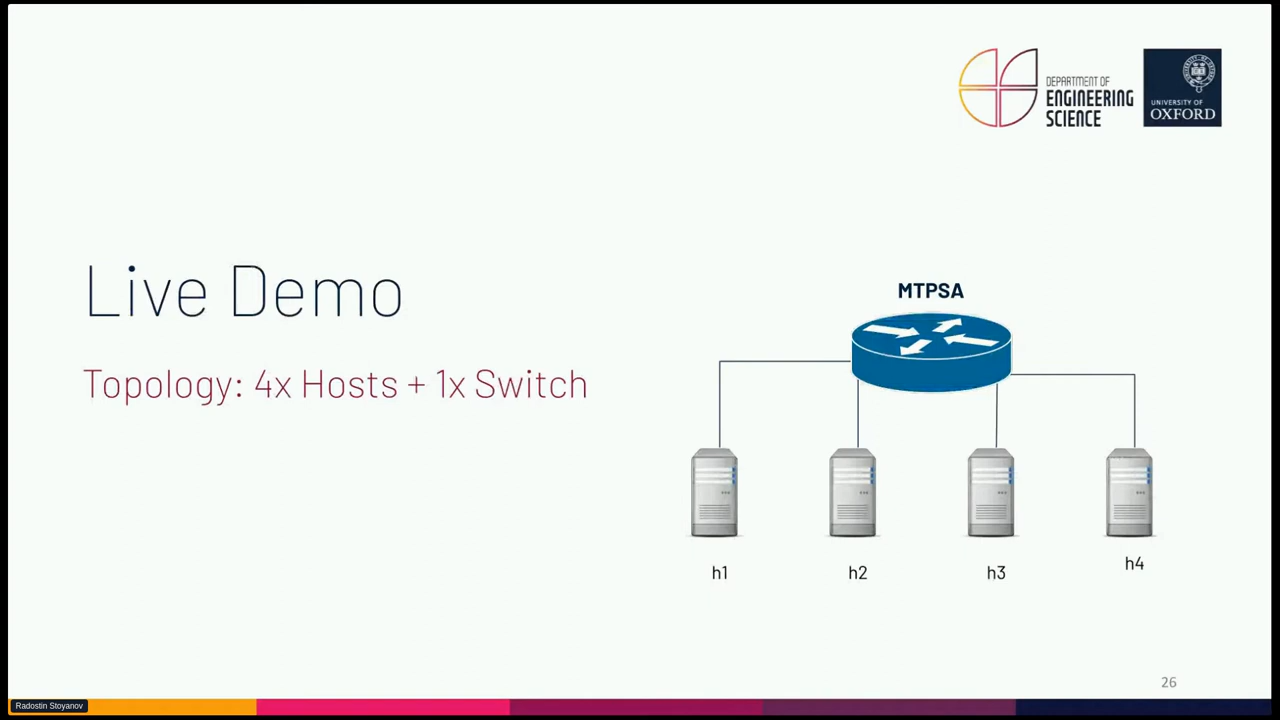 DEPARTMENT OF
ENGINEERING
SCIENCE
UNIVERSITY OF
OXFORD
Live Demo
Topology: 4x Hosts + 1x Switch
MTPSA
h1
h2
h3
h4
26
Radostin Stoyanov